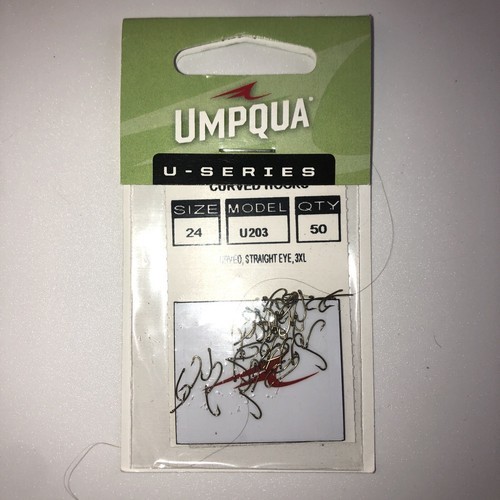 UMPQUA®
U-SERIES
CURVED HOOKS
SIZE MODEL QTY
24 U203 50
CURVED, STRAIGHT EYE, 3XL